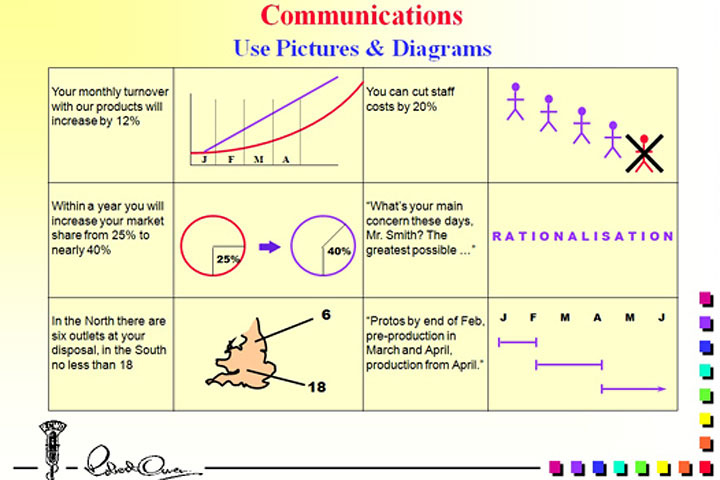 Communications
Use Pictures & Diagrams
Your monthly turnover
with our products will
increase by 12%
J F M A
You can cut staff
costs by 20%
Within a year you will
increase your market
share from 25% to
nearly 40%
25%
40%
“What’s your main
concern these days,
Mr. Smith? The
greatest possible …”
RATIONALISATION
In the North there are
six outlets at your
disposal, in the South
no less than 18
6
18
“Protos by end of Feb,
pre-production in
March and April,
production from April.”
J F M A M J
Robert Owen